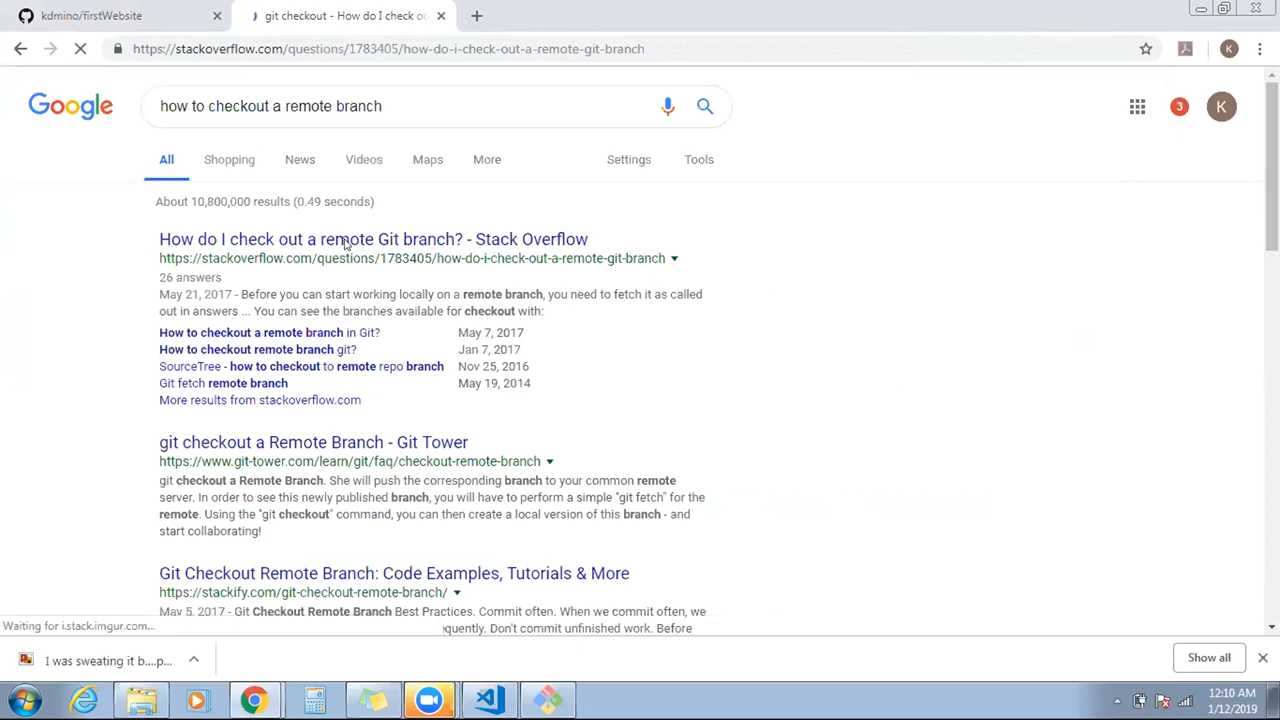 kdmino/firstWebsite
git checkout - How do I check ou
https://stackoverflow.com/questions/1783405/how-do-i-check-out-a-remote-git-branch
K
Google
how to checkout a remote branch
3
K
All
Shopping
News
Videos
Maps
More
Settings
Tools
About 10,800,000 results (0.49 seconds)
How do I check out a remote Git branch? - Stack Overflow
https://stackoverflow.com/questions/1783405/how-do-i-check-out-a-remote-git-branch
26 answers
May 21, 2017 - Before you can start working locally on a remote branch, you need to fetch it as called
out in answers ... You can see the branches available for checkout with:
How to checkout a remote branch in Git? May 7, 2017
How to checkout remote branch git? Jan 7, 2017
SourceTree - how to checkout to remote repo branch Nov 25, 2016
Git fetch remote branch May 19, 2014
More results from stackoverflow.com
git checkout a Remote Branch - Git Tower
https://www.git-tower.com/learn/git/faq/checkout-remote-branch
git checkout a Remote Branch. She will push the corresponding branch to your common remote
server. In order to see this newly published branch, you will have to perform a simple "git fetch" for the
remote. Using the "git checkout" command, you can then create a local version of this branch - and
start collaborating!
Git Checkout Remote Branch: Code Examples, Tutorials & More
https://stackify.com/git-checkout-remote-branch/
May 5, 2017 - Git Checkout Remote Branch Best Practices. Commit often. When we commit often, we
equently. Don't commit unfinished work. Before
Waiting for i.stack.imgur.com...
I was sweating it b....p...
Show all
12:10 AM
1/12/2019